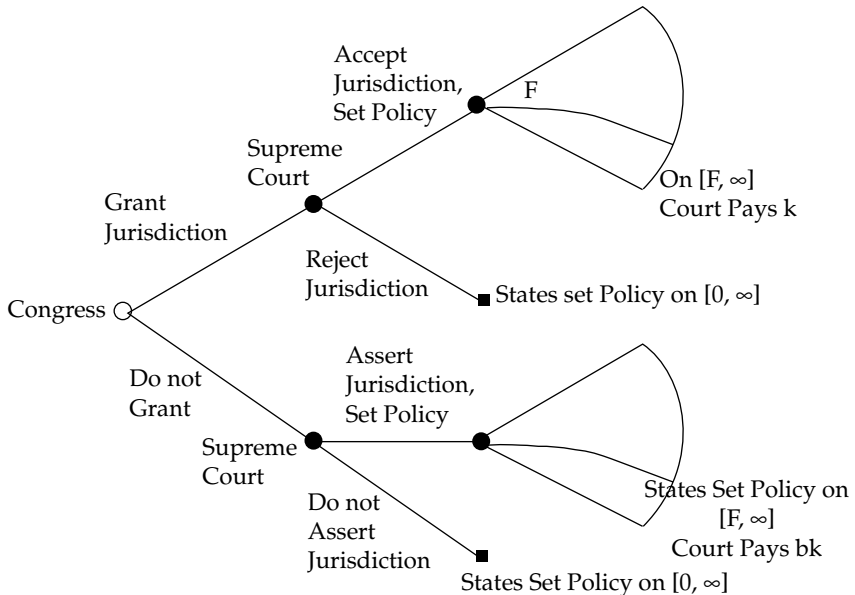 Accept
Jurisdiction,
Set Policy
F
Supreme
Court
On [F, ∞]
Court Pays k
Grant
Jurisdiction
Reject
Jurisdiction
States set Policy on [0, ∞]
Congress
Assert
Jurisdiction,
Set Policy
Do not
Grant
Supreme
Court
States Set Policy on
[F, ∞]
Court Pays bk
Do not
Assert
Jurisdiction
States Set Policy on [0, ∞]